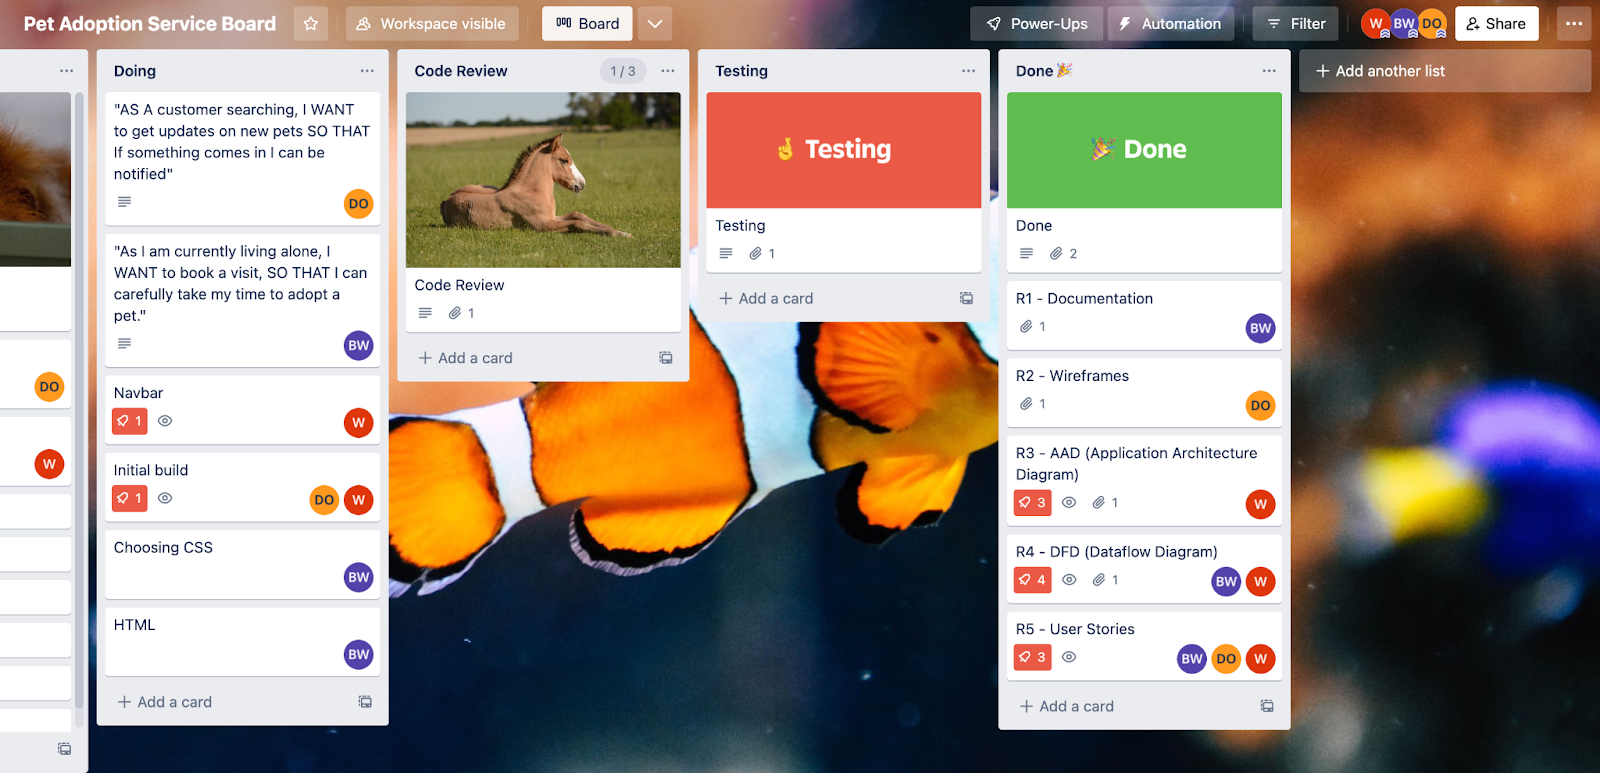 Pet Adoption Service Board
Workspace visible
Board
Power-Ups
Automation
Filter
W
BW
DO
Share
DO
W
Doing
"AS A customer searching, I WANT
to get updates on new pets SO THAT
If something comes in I can be
notified"
DO
"As I am currently living alone, I
WANT to book a visit, SO THAT I can
carefully take my time to adopt a
pet."
BW
Navbar
1
W
Initial build
1
DO W
Choosing CSS
BW
HTML
BW
+ Add a card
Code Review
1 / 3
Code Review
1
+ Add a card
Testing
🤞 Testing
Testing
1
+ Add a card
Done🎉
🎉 Done
Done
2
R1 - Documentation
1
BW
R2 - Wireframes
1
DO
R3 - AAD (Application Architecture
Diagram)
3 1
W
R4 - DFD (Dataflow Diagram)
4 1
BW W
R5 - User Stories
3
BW DO W
+ Add a card
+ Add another list